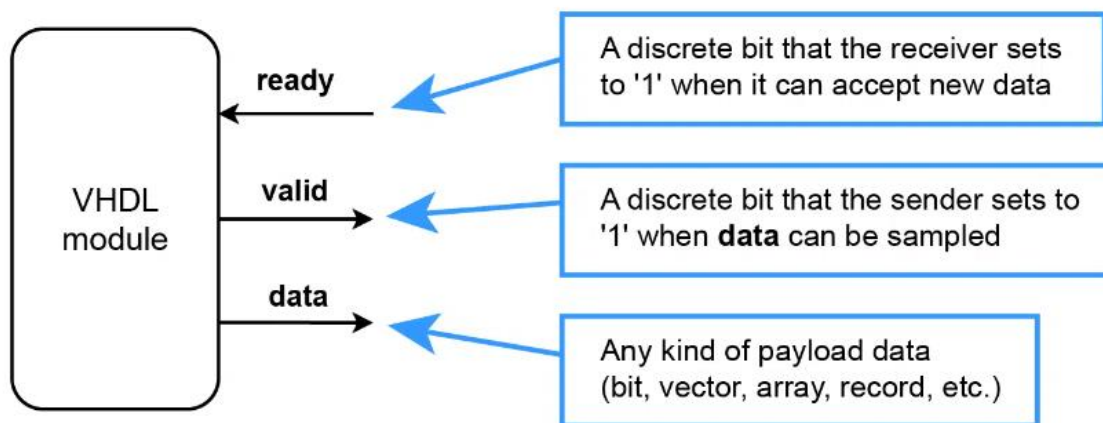 VHDL
module
ready
A discrete bit that the receiver sets
to '1' when it can accept new data
valid
A discrete bit that the sender sets to
'1' when data can be sampled
data
Any kind of payload data
(bit, vector, array, record, etc.)